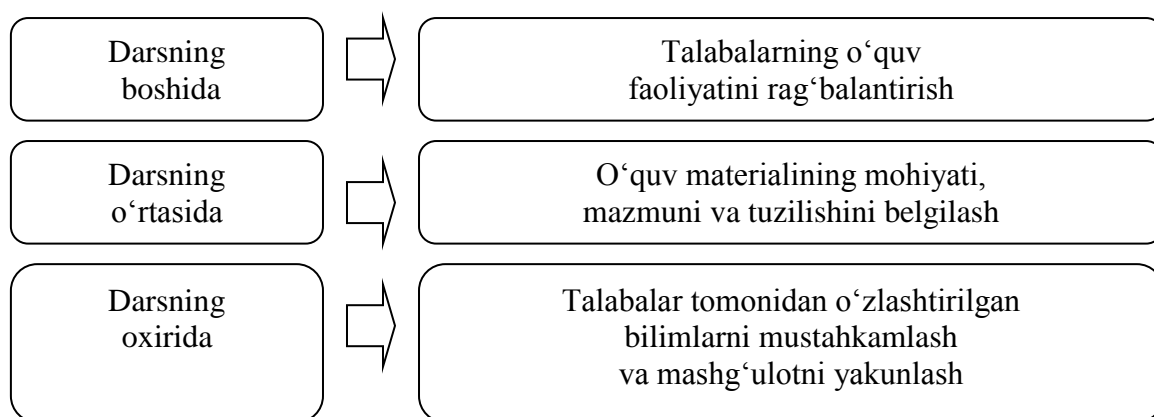 Darsning
boshida
Talabalarning o‘quv
faoliyatini rag‘balantirish
Darsning
o‘rtasida
O‘quv materialining mohiyati,
mazmuni va tuzilishini belgilash
Darsning
oxirida
Talabalar tomonidan o‘zlashtirilgan
bilimlarni mustahkamlash
va mashg‘ulotni yakunlash